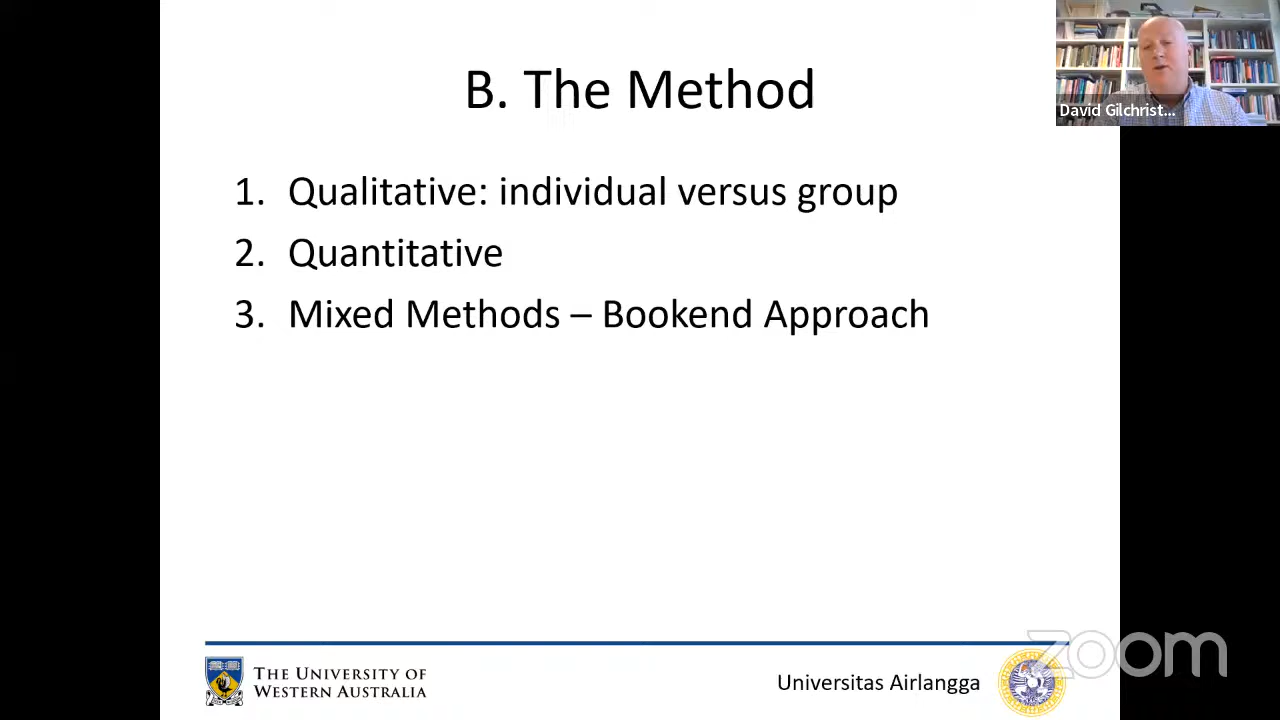 B. The Method
David Gilchrist...
1. Qualitative: individual versus group
2. Quantitative
3. Mixed Methods – Bookend Approach
THE UNIVERSITY OF
WESTERN AUSTRALIA
Universitas Airlangga
zoom